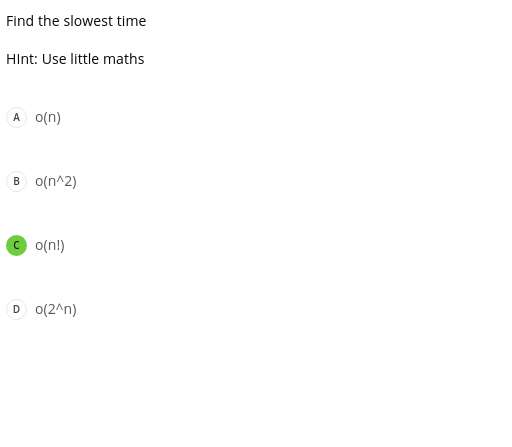 Find the slowest time
HInt: Use little maths
A o(n)
B o(n^2)
C o(n!)
D o(2^n)